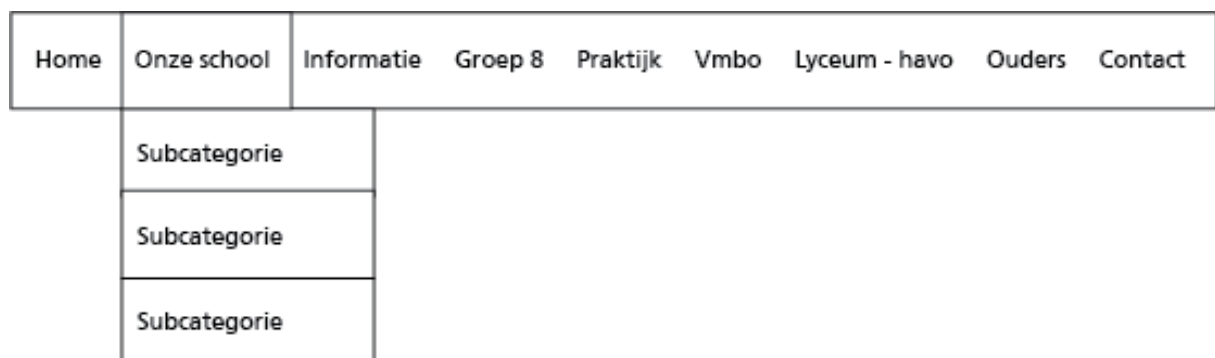 Home Onze school Informatie Groep 8 Praktijk Vmbo Lyceum - havo Ouders Contact
Subcategorie
Subcategorie
Subcategorie